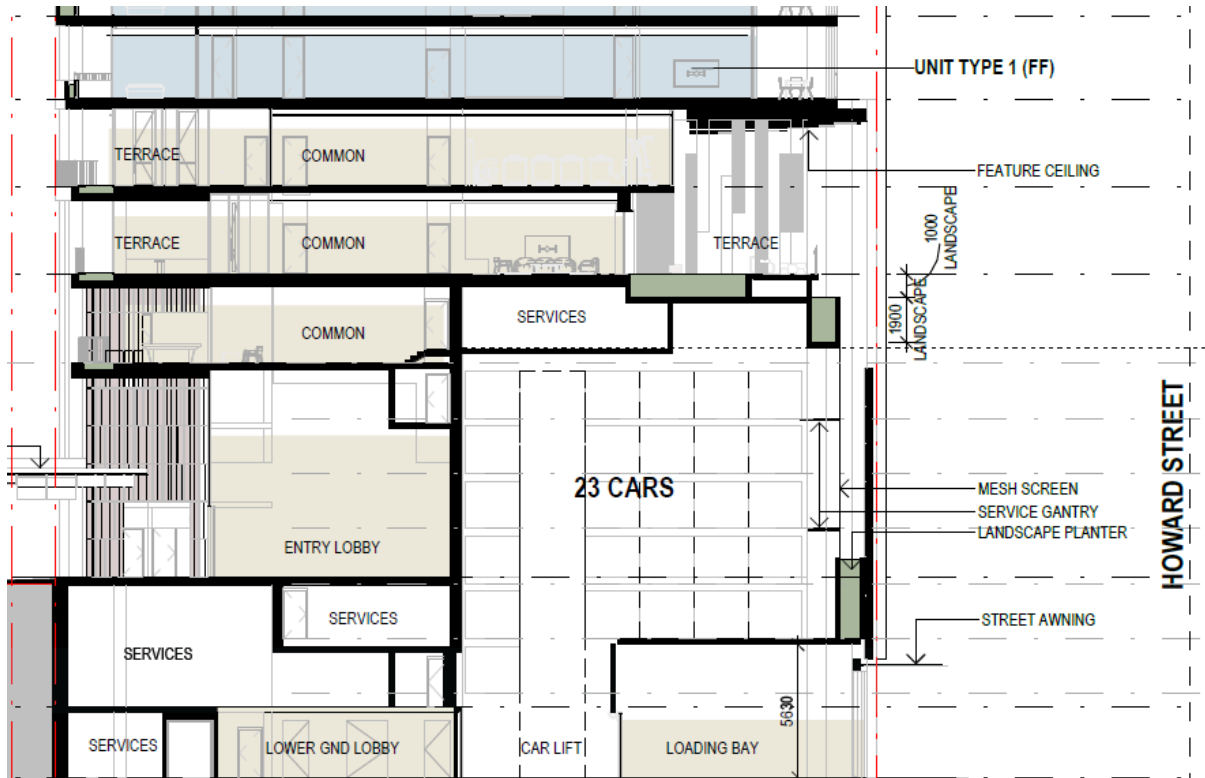 UNIT TYPE 1 (FF)
TERRACE
COMMON
FEATURE CEILING
TERRACE
COMMON
TERRACE
1000
LANDSCAPE
SERVICES
COMMON
1900
LANDSCAPE
23 CARS
MESH SCREEN
SERVICE GANTRY
LANDSCAPE PLANTER
HOWARD STREET
ENTRY LOBBY
SERVICES
STREET AWNING
SERVICES
5630
SERVICES
LOWER GND LOBBY
CAR LIFT
LOADING BAY